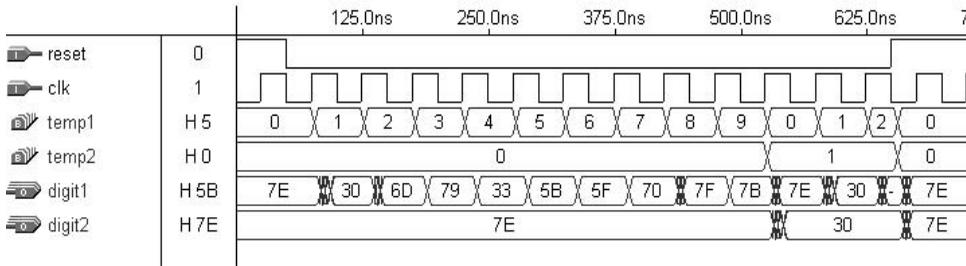 125.0ns 250.0ns 375.0ns 500.0ns 625.0ns 7
reset 0
clk 1
temp1 H 5 0 1 2 3 4 5 6 7 8 9 0 1 2 0
temp2 H 0 0 1 0
digit1 H 5B 7E 30 6D 79 33 5B 5F 70 7F 7B 7E 30 - 7E
digit2 H 7E 7E 30 7E